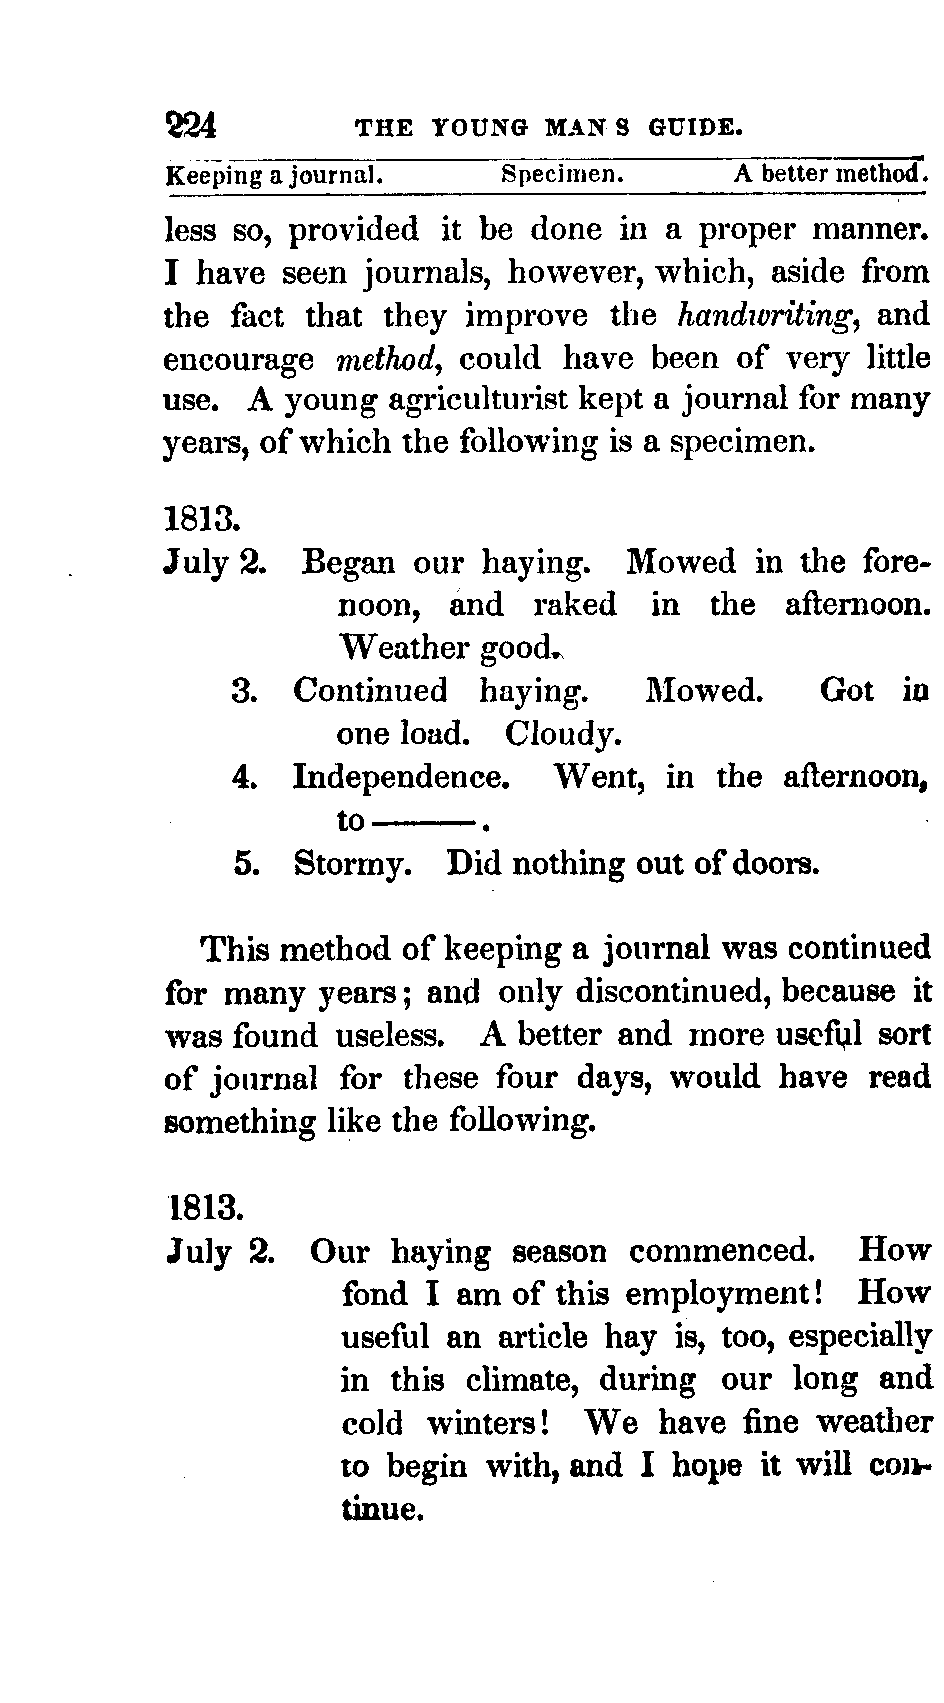 224 THE YOUNG MAN S GUIDE.
Keeping a journal. Specimen. A better method.
less so, provided it be done in a proper manner.
I have seen journals, however, which, aside from
the fact that they improve the handwriting, and
encourage method, could have been of very little
use. A young agriculturist kept a journal for many
years, of which the following is a specimen.
1813.
July 2. Began our haying. Mowed in the fore-
noon, and raked in the afternoon.
Weather good.
3. Continued haying. Mowed. Got in
one load. Cloudy.
4. Independence. Went, in the afternoon,
to ———.
5. Stormy. Did nothing out of doors.
This method of keeping a journal was continued
for many years; and only discontinued, because it
was found useless. A better and more useful sort
of journal for these four days, would have read
something like the following.
1813.
July 2. Our haying season commenced. How
fond I am of this employment! How
useful an article hay is, too, especially
in this climate, during our long and
cold winters! We have fine weather
to begin with, and I hope it will con-
tinue.